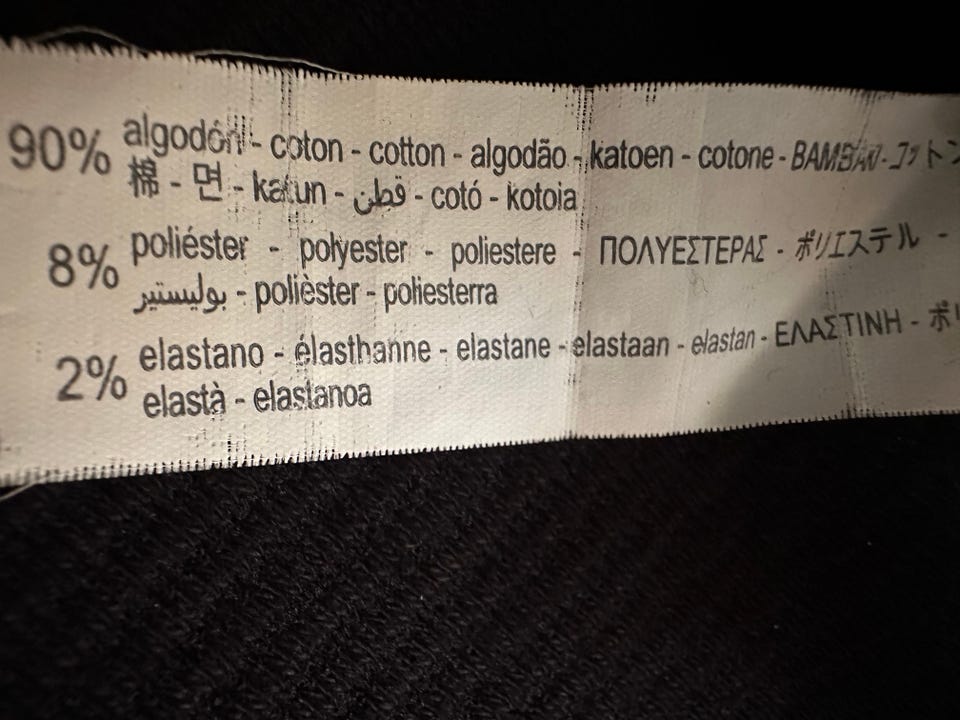 90% algodón - coton - cotton - algodão - katoen - cotone - ΒΑΜΒΑΚΙ - コットン
棉 - 면 - katun - قطن - cotó - kotoia
8% poliéster - polyester - poliestere - ΠΟΛΥΕΣΤΕΡΑΣ - ポリエステル -
بوليستير - polièster - poliesterra
2% elastano - élasthanne - elastane - elastaan - elastan - ΕΛΑΣΤΙΝΗ -
elastà - elastanoa